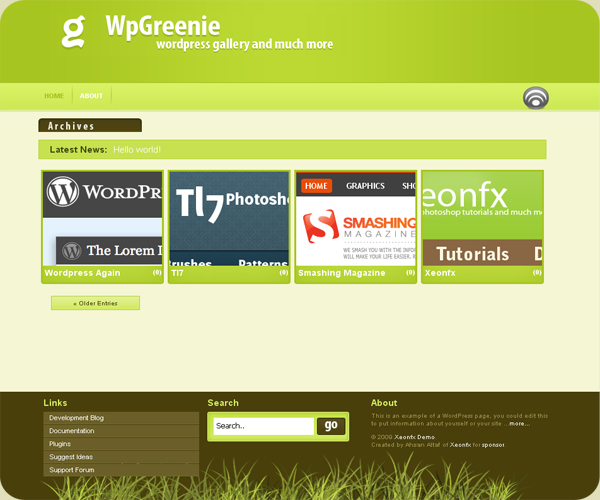 g WpGreenie
wordpress gallery and much more
HOME ABOUT
Archives
Latest News: Hello world!
WORDPR
The Lorem I
Wordpress Again (0)
Tl7 Photosh
Brushes Patterns
Tl7 (0)
HOME GRAPHICS SHO
SMASHING
MAGAZINE
WE SMASH YOU WITH THE INFOR
WILL MAKE YOUR LIFE EASIER. R
Smashing Magazine (0)
eonfx
photoshop tutorials and much m
Tutorials D
Xeonfx (0)
« Older Entries
Links
Development Blog
Documentation
Plugins
Suggest Ideas
Support Forum
Search
Search.. go
About
This is an example of a WordPress page, you could edit this
to put information about yourself or your site .. more...
© 2009 Xeonfx Demo.
Created by Ahsan Altaf of Xeonfx for sponsor